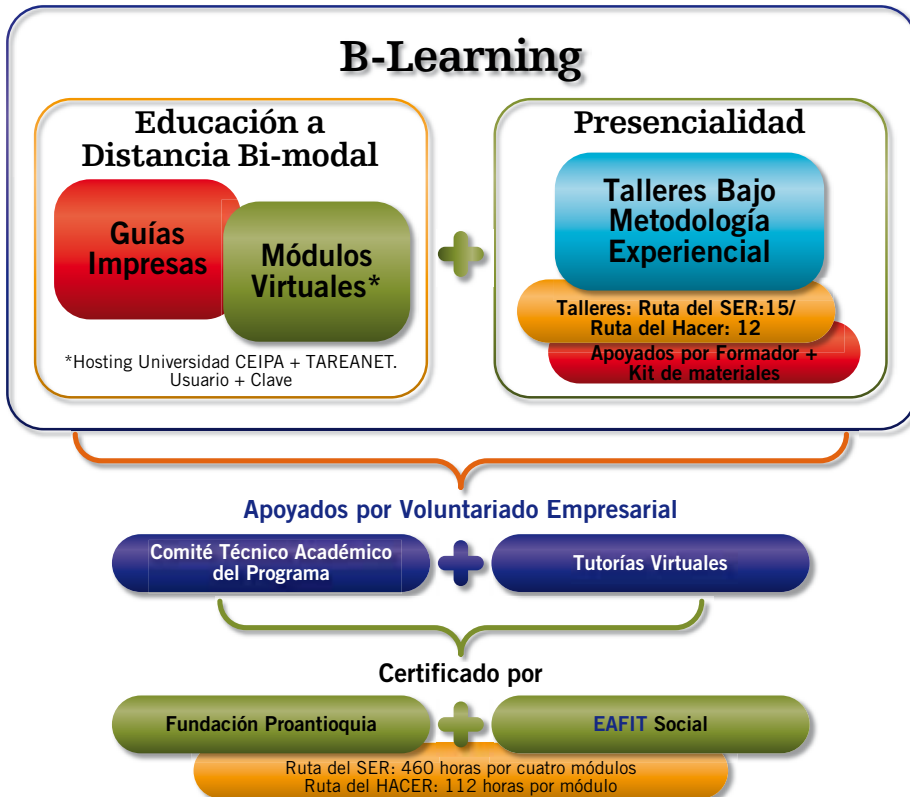 B-Learning
Educación a
Distancia Bi-modal
Guías
Impresas
Módulos
Virtuales*
*Hosting Universidad CEIPA + TAREANET.
Usuario + Clave
Presencialidad
Talleres Bajo
Metodología
Experiencial
Talleres: Ruta del SER:15/
Ruta del Hacer: 12
Apoyados por Formador +
Kit de materiales
Apoyados por Voluntariado Empresarial
Comité Técnico Académico
del Programa
Tutorías Virtuales
Certificado por
Fundación Proantioquia
EAFIT Social
Ruta del SER: 460 horas por cuatro módulos
Ruta del HACER: 112 horas por módulo